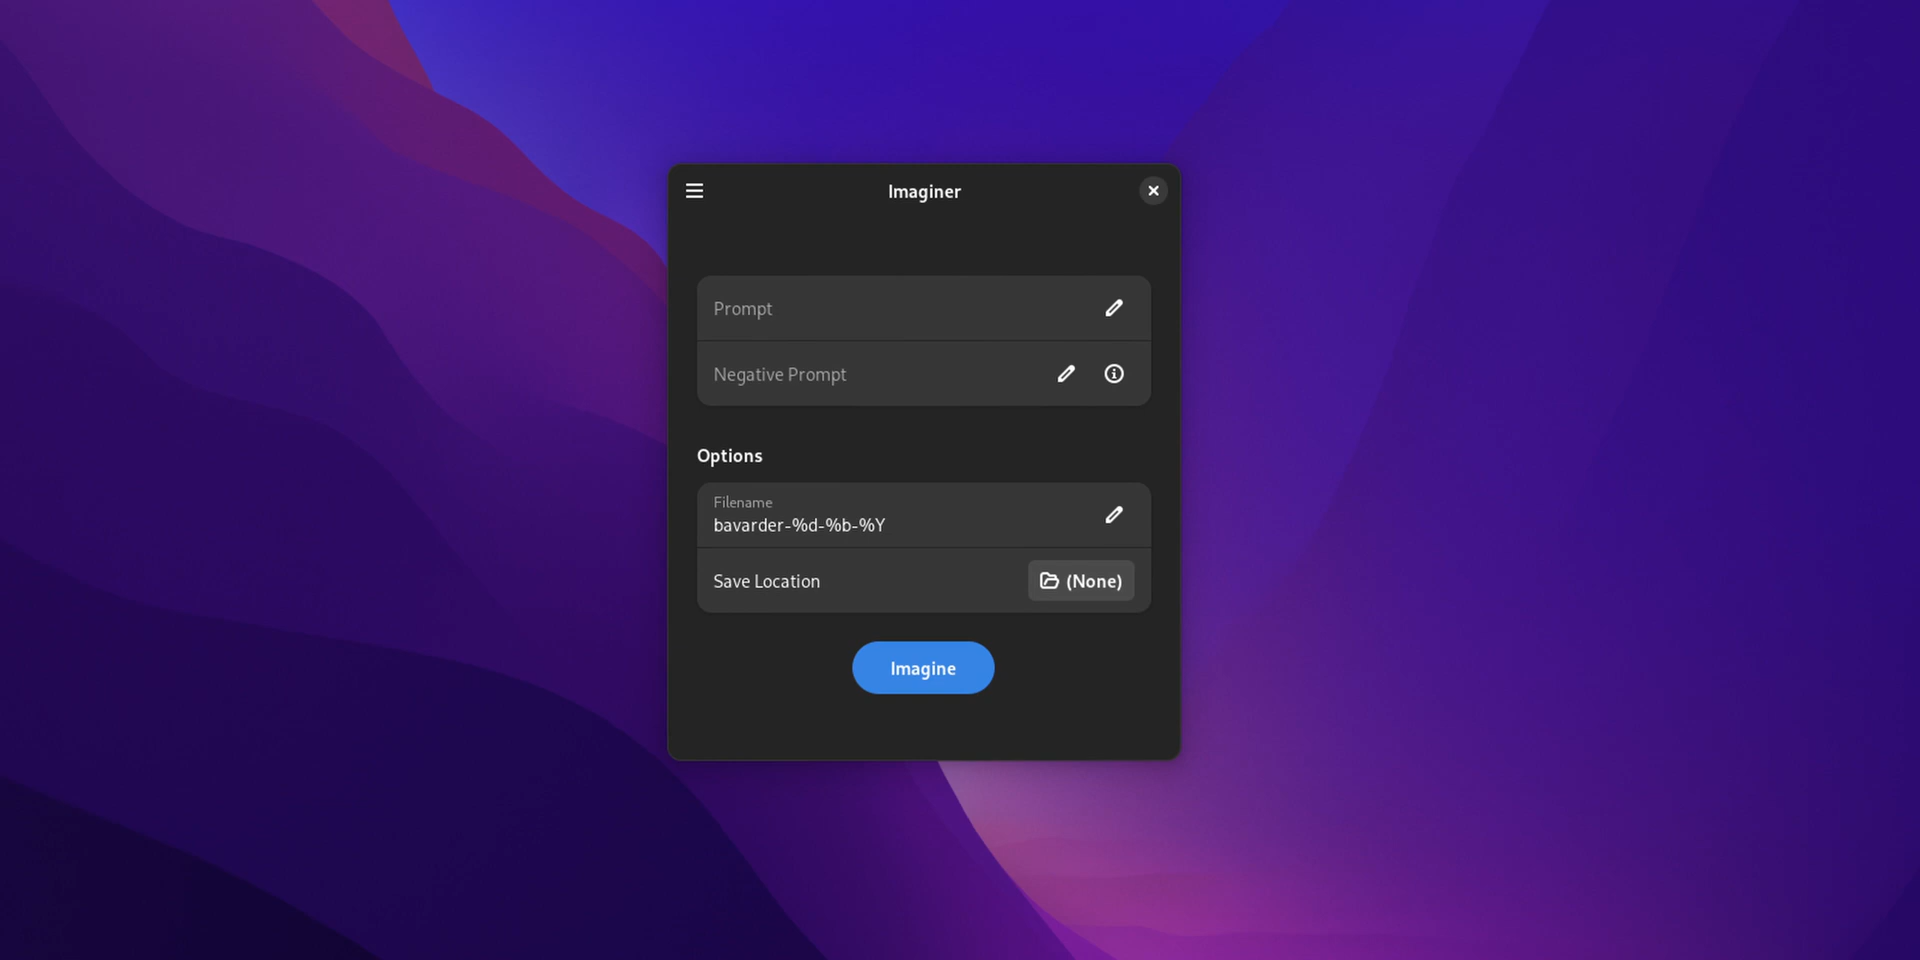 Imaginer
Prompt
Negative Prompt
Options
Filename
bavarder-%d-%b-%Y
Save Location
(None)
Imagine